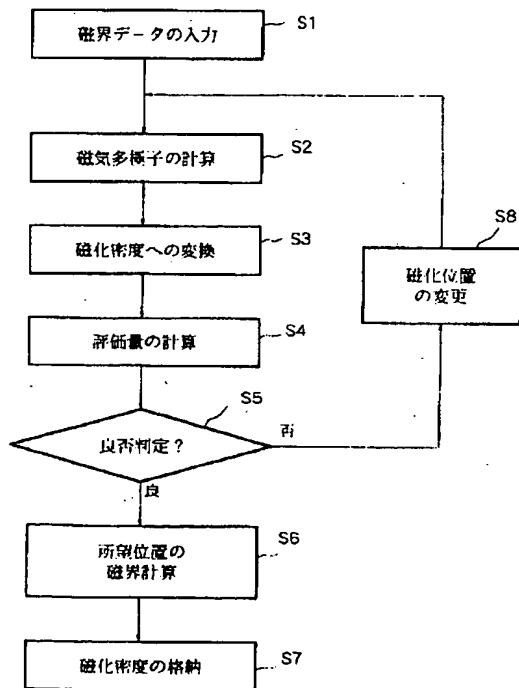 磁界データの入力
S1
磁気多極子の計算
S2
磁化密度への変換
S3
評価量の計算
S4
良否判定?
S5
否
良
磁化位置
の変更
S8
所望位置の
磁界計算
S6
磁化密度の格納
S7